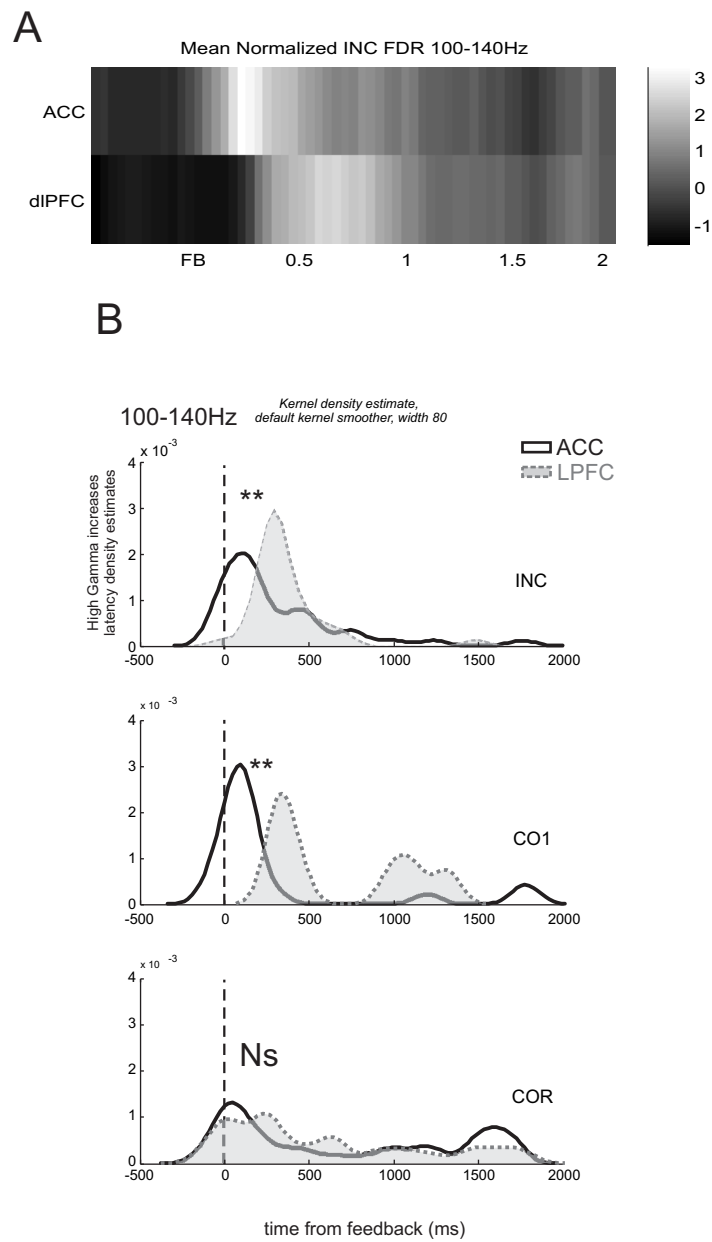 A
Mean Normalized INC FDR 100-140Hz
ACC
dlPFC
3
2
1
0
-1
FB 0.5 1 1.5 2
B
100-140Hz
Kernel density estimate,
default kernel smoother, width 80
x 10 -3
ACC
LPFC
High Gamma increases
latency density estimates
4
3
2
1
0
**
INC
-500 0 500 1000 1500 2000
x 10 -3
4
3
2
1
0
**
CO1
-500 0 500 1000 1500 2000
x 10 -3
4
3
2
1
0
Ns
COR
-500 0 500 1000 1500 2000
time from feedback (ms)